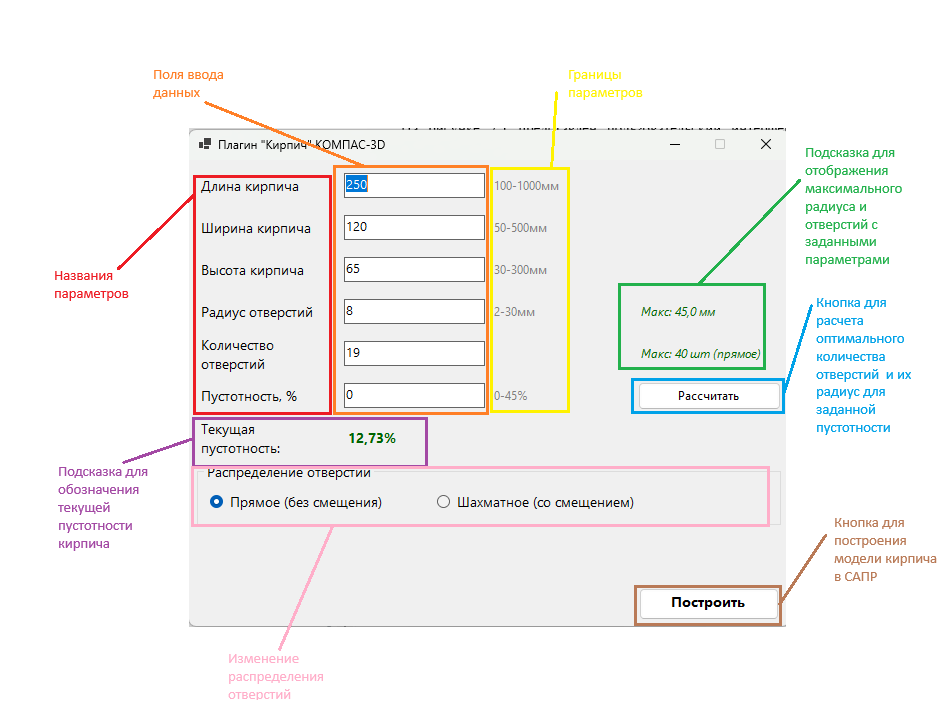 Поля ввода
данных
Границы
параметров
Плагин "Кирпич" КОМПАС-3D
Подсказка для
отображения
максимального
радиуса и
отверстий с
заданными
параметрами
Длина кирпича
250
100-1000мм
Ширина кирпича
120
50-500мм
Высота кирпича
65
30-300мм
Названия
параметров
Радиус отверстий
8
2-30мм
Макс: 45,0 мм
Количество
отверстий
19
Макс: 40 шт (прямое)
Кнопка для
расчета
оптимального
количества
отверстий и их
радиус для
заданной
пустотности
Пустотность, %
0
0-45%
Рассчитать
Текущая
пустотность:
12,73%
Подсказка для
обозначения
текущей
пустотности
кирпича
Распределение отверстий
Прямое (без смещения)
Шахматное (со смещением)
Кнопка для
построения
модели кирпича
в САПР
Построить
Изменение
распределения
отверстий